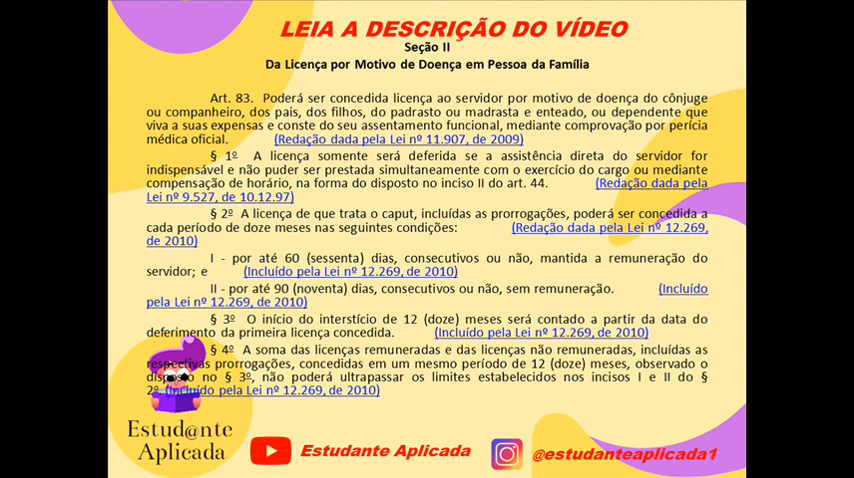 LEIA A DESCRIÇÃO DO VÍDEO
Seção II
Da Licença por Motivo de Doença em Pessoa da Família
Art. 83. Poderá ser concedida licença ao servidor por motivo de doença do cônjuge
ou companheiro, dos pais, dos filhos, do padrasto ou madrasta e enteado, ou dependente que
viva a suas expensas e conste do seu assentamento funcional, mediante comprovação por perícia
médica oficial. (Redação dada pela Lei nº 11.907, de 2009)
§ 1º A licença somente será deferida se a assistência direta do servidor for
indispensável e não puder ser prestada simultaneamente com o exercício do cargo ou mediante
compensação de horário, na forma do disposto no inciso II do art. 44. (Redação dada pela
Lei nº 9.527, de 10.12.97)
§ 2º A licença de que trata o caput, incluídas as prorrogações, poderá ser concedida a
cada período de doze meses nas seguintes condições: (Redação dada pela Lei nº 12.269,
de 2010)
I - por até 60 (sessenta) dias, consecutivos ou não, mantida a remuneração do
servidor; e (Incluído pela Lei nº 12.269, de 2010)
II - por até 90 (noventa) dias, consecutivos ou não, sem remuneração. (Incluído
pela Lei nº 12.269, de 2010)
§ 3º O início do interstício de 12 (doze) meses será contado a partir da data do
deferimento da primeira licença concedida. (Incluído pela Lei nº 12.269, de 2010)
§ 4º A soma das licenças remuneradas e das licenças não remuneradas, incluídas as
respectivas prorrogações, concedidas em um mesmo período de 12 (doze) meses, observado o
disposto no § 3º, não poderá ultrapassar os limites estabelecidos nos incisos I e II do §
2º. (Incluído pela Lei nº 12.269, de 2010)
Estud@nte
Aplicada
Estudante Aplicada
@estudanteaplicada1